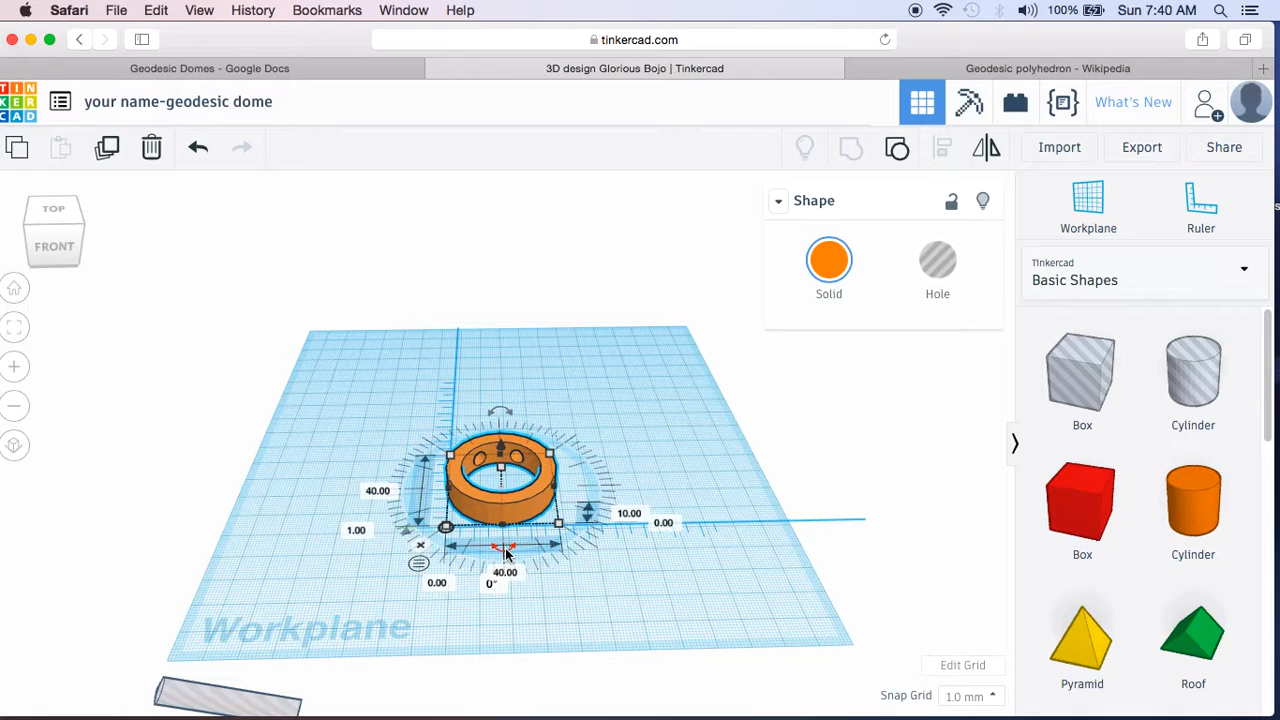 Safari File Edit View History Bookmarks Window Help 100% Sun 7:40 AM
tinkercad.com
Geodesic Domes - Google Docs 3D design Glorious Bojo | Tinkercad Geodesic polyhedron - Wikipedia
TIN
KER
CAD
your name-geodesic dome
What's New
Import Export Share
TOP
FRONT
Shape
Solid Hole
Workplane Ruler
Tinkercad
Basic Shapes
Box Cylinder
Box Cylinder
Pyramid Roof
40.00
10.00
0.00
1.00
40.00
0.00
0°
Workplane
Edit Grid
Snap Grid 1.0 mm